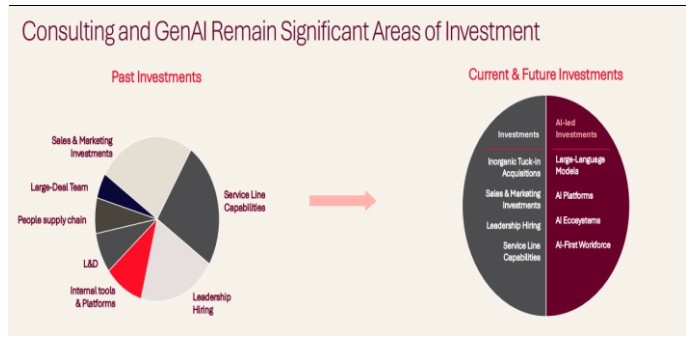 Consulting and GenAI Remain Significant Areas of Investment
Past Investments
Sales & Marketing
Investments
Large-Deal Team
People supply chain
L&D
Internal tools
& Platforms
Leadership
Hiring
Service Line
Capabilities
Current & Future Investments
Investments
Inorganic Tuck-in
Acquisitions
Sales & Marketing
Investments
Leadership Hiring
Service Line
Capabilities
AI-led
Investments
Large-Language
Models
AI Platforms
AI Ecosystems
AI-First Workforce